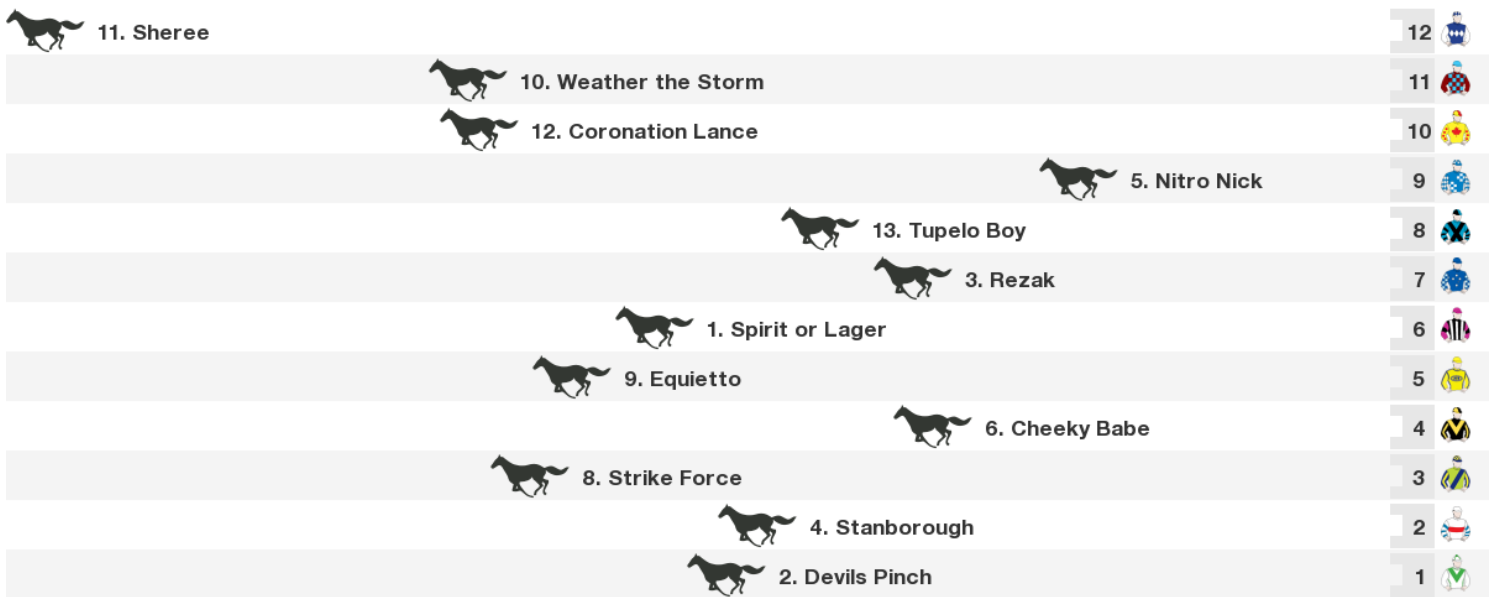 11. Sheree 12
10. Weather the Storm 11
12. Coronation Lance 10
5. Nitro Nick 9
13. Tupelo Boy 8
3. Rezak 7
1. Spirit or Lager 6
9. Equietto 5
6. Cheeky Babe 4
8. Strike Force 3
4. Stanborough 2
2. Devils Pinch 1